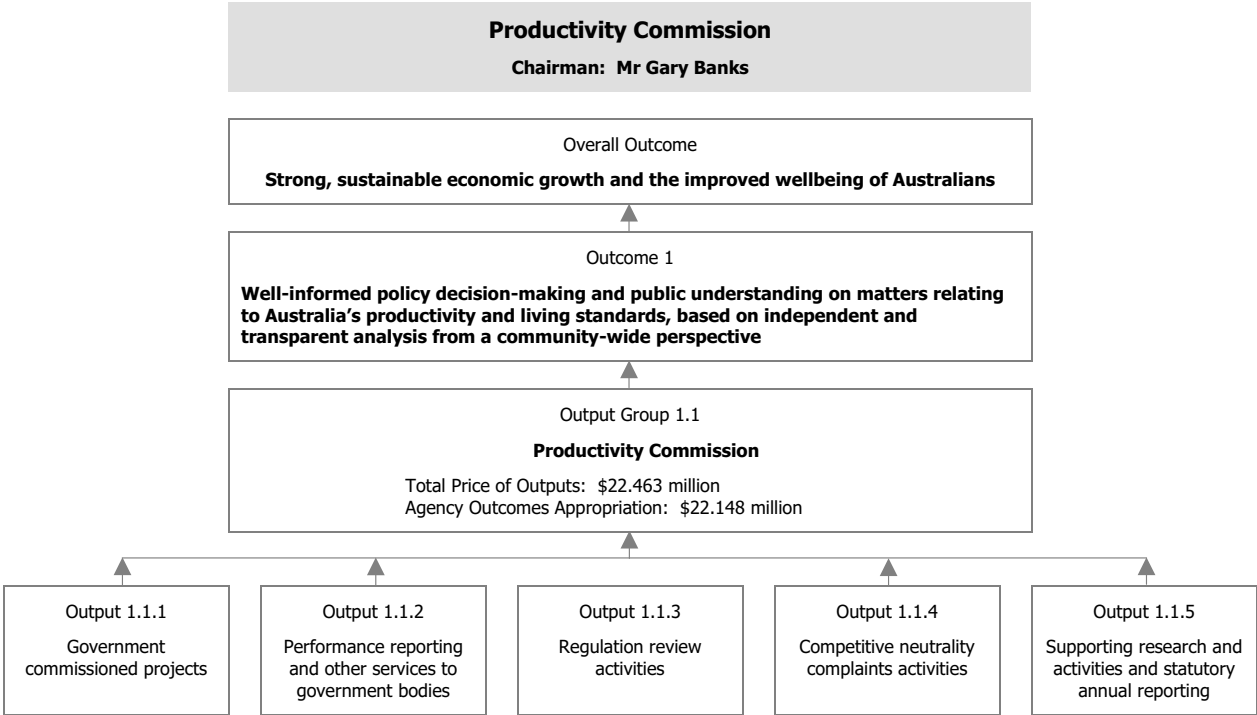 Productivity Commission
Chairman:  Mr Gary Banks
Overall Outcome
Strong, sustainable economic growth and the improved wellbeing of Australians
Outcome 1
Well-informed policy decision-making and public understanding on matters relating
to Australia’s productivity and living standards, based on independent and
transparent analysis from a community-wide perspective
Output Group 1.1
Productivity Commission
Total Price of Outputs:  $22.463 million
Agency Outcomes Appropriation:  $22.148 million
Output 1.1.1
Government
commissioned projects
Output 1.1.2
Performance reporting
and other services to
government bodies
Output 1.1.3
Regulation review
activities
Output 1.1.4
Competitive neutrality
complaints activities
Output 1.1.5
Supporting research and
activities and statutory
annual reporting